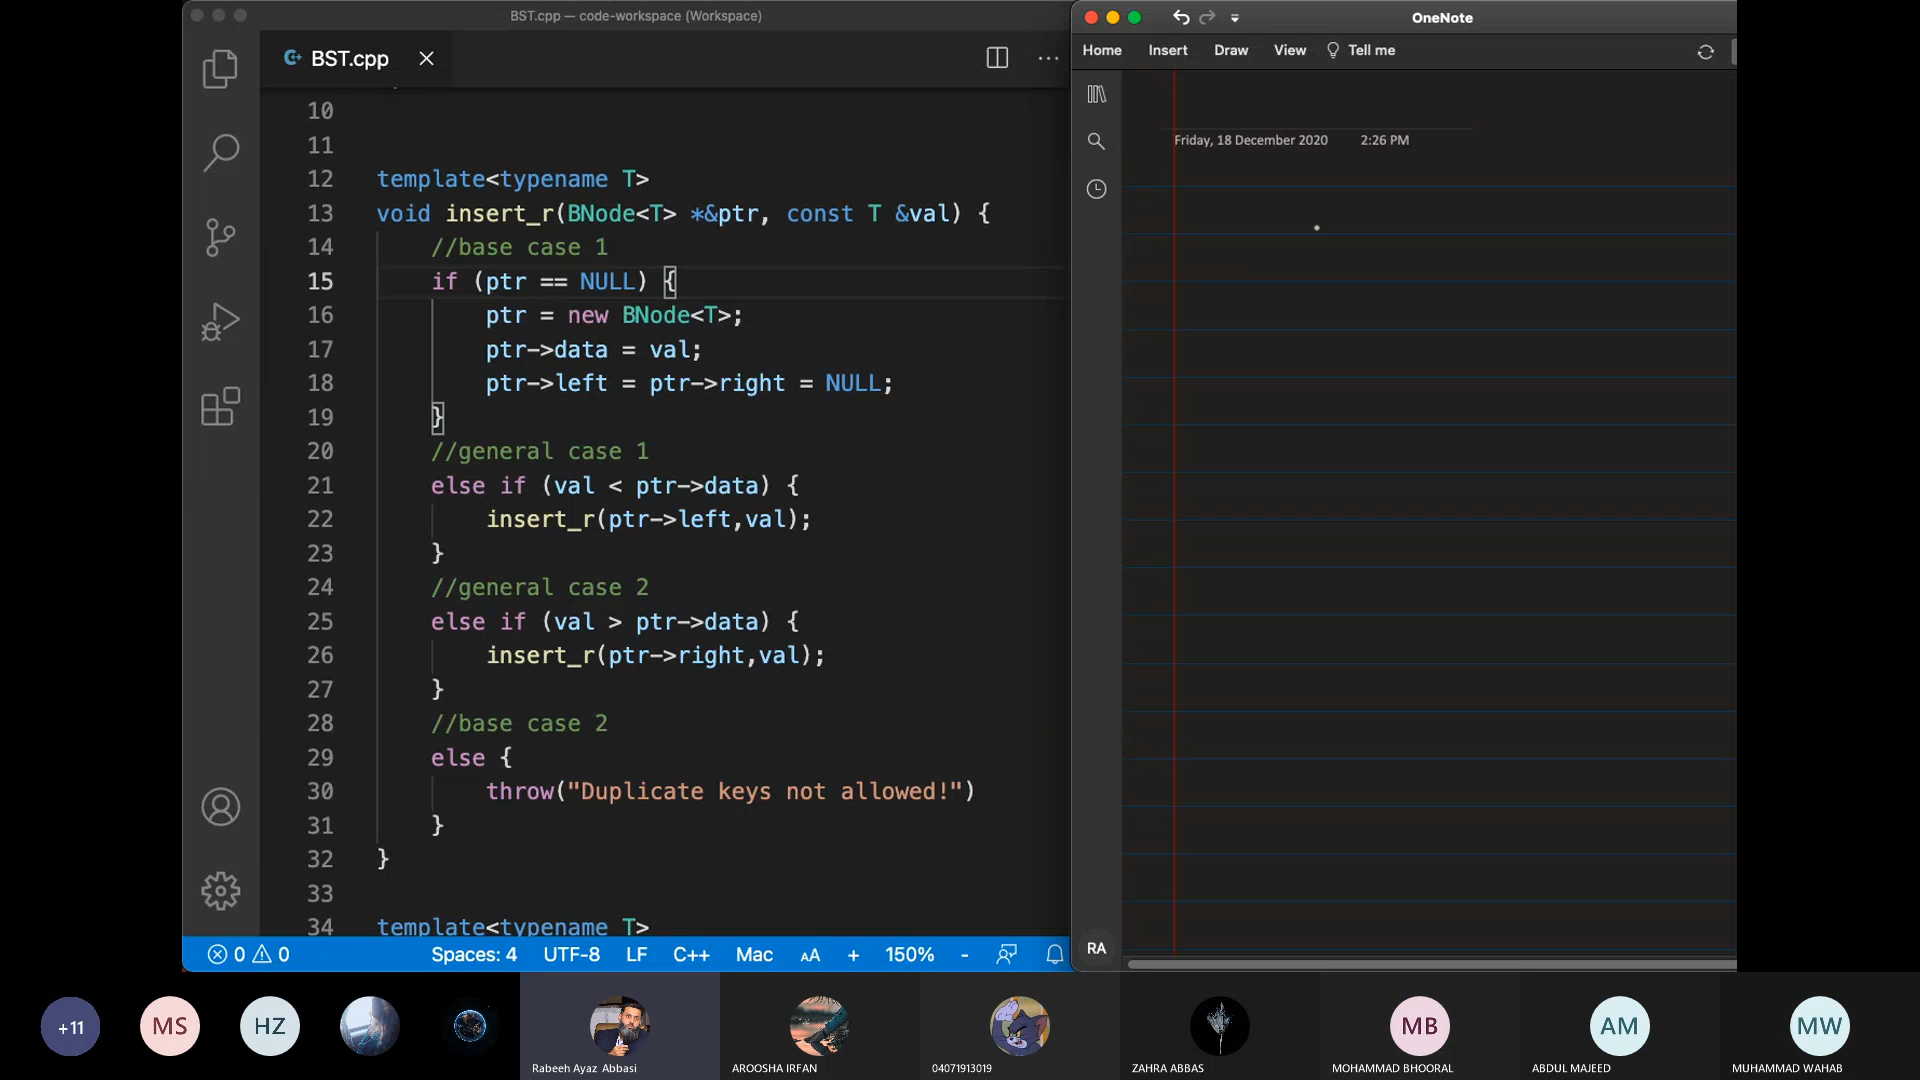 BST.cpp — code-workspace (Workspace)
BST.cpp
10
11
12 template<typename T>
13 void insert_r(BNode<T> *&ptr, const T &val) {
14 //base case 1
15 if (ptr == NULL) {
16 ptr = new BNode<T>;
17 ptr->data = val;
18 ptr->left = ptr->right = NULL;
19 }
20 //general case 1
21 else if (val < ptr->data) {
22 insert_r(ptr->left,val);
23 }
24 //general case 2
25 else if (val > ptr->data) {
26 insert_r(ptr->right,val);
27 }
28 //base case 2
29 else {
30 throw("Duplicate keys not allowed!")
31 }
32 }
33
34 template<typename T>
0 0 Spaces: 4 UTF-8 LF C++ Mac AA + 150% -
OneNote
Home Insert Draw View Tell me
Friday, 18 December 2020 2:26 PM
RA
+11 MS HZ MB AM MW
Rabeeh Ayaz Abbasi AROOSHA IRFAN 04071913019 ZAHRA ABBAS MOHAMMAD BHOORAL ABDUL MAJEED MUHAMMAD WAHAB